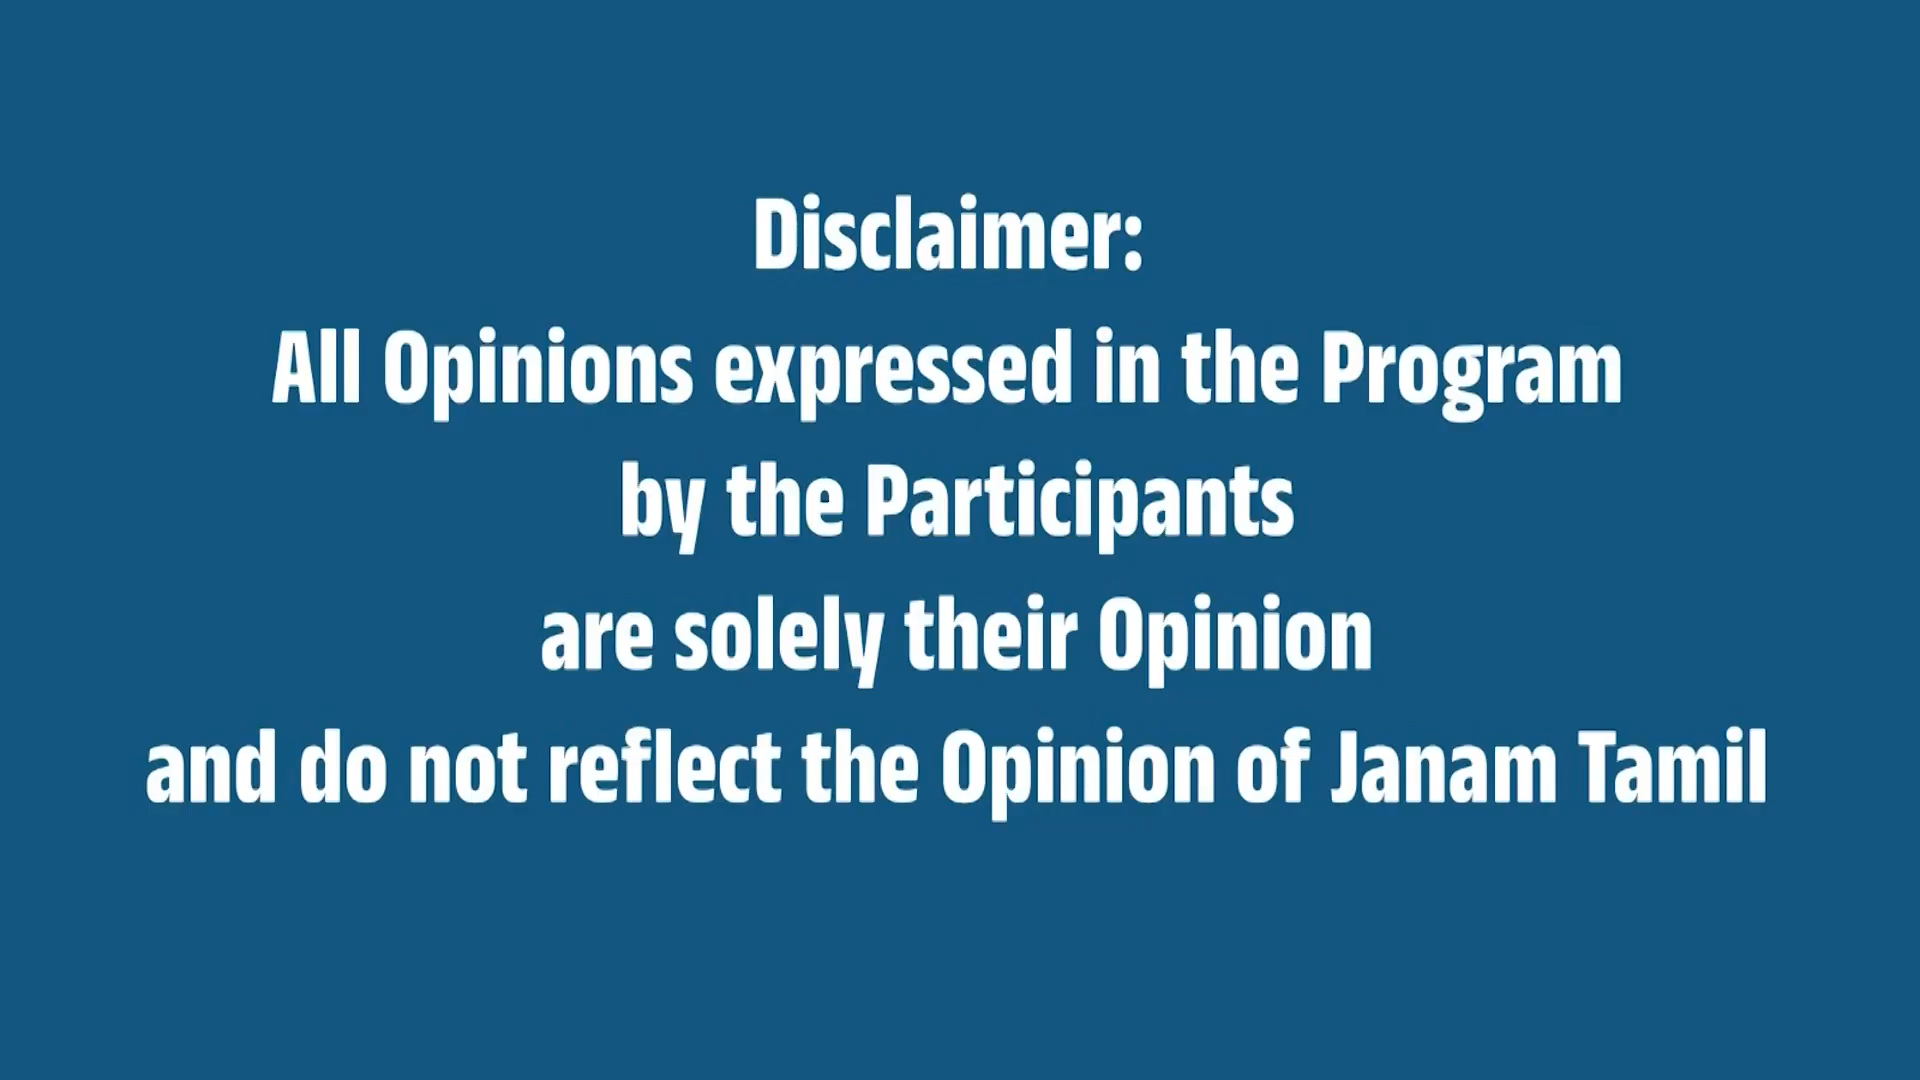 Disclaimer:
All Opinions expressed in the Program
by the Participants
are solely their Opinion
and do not reflect the Opinion of Janam Tamil